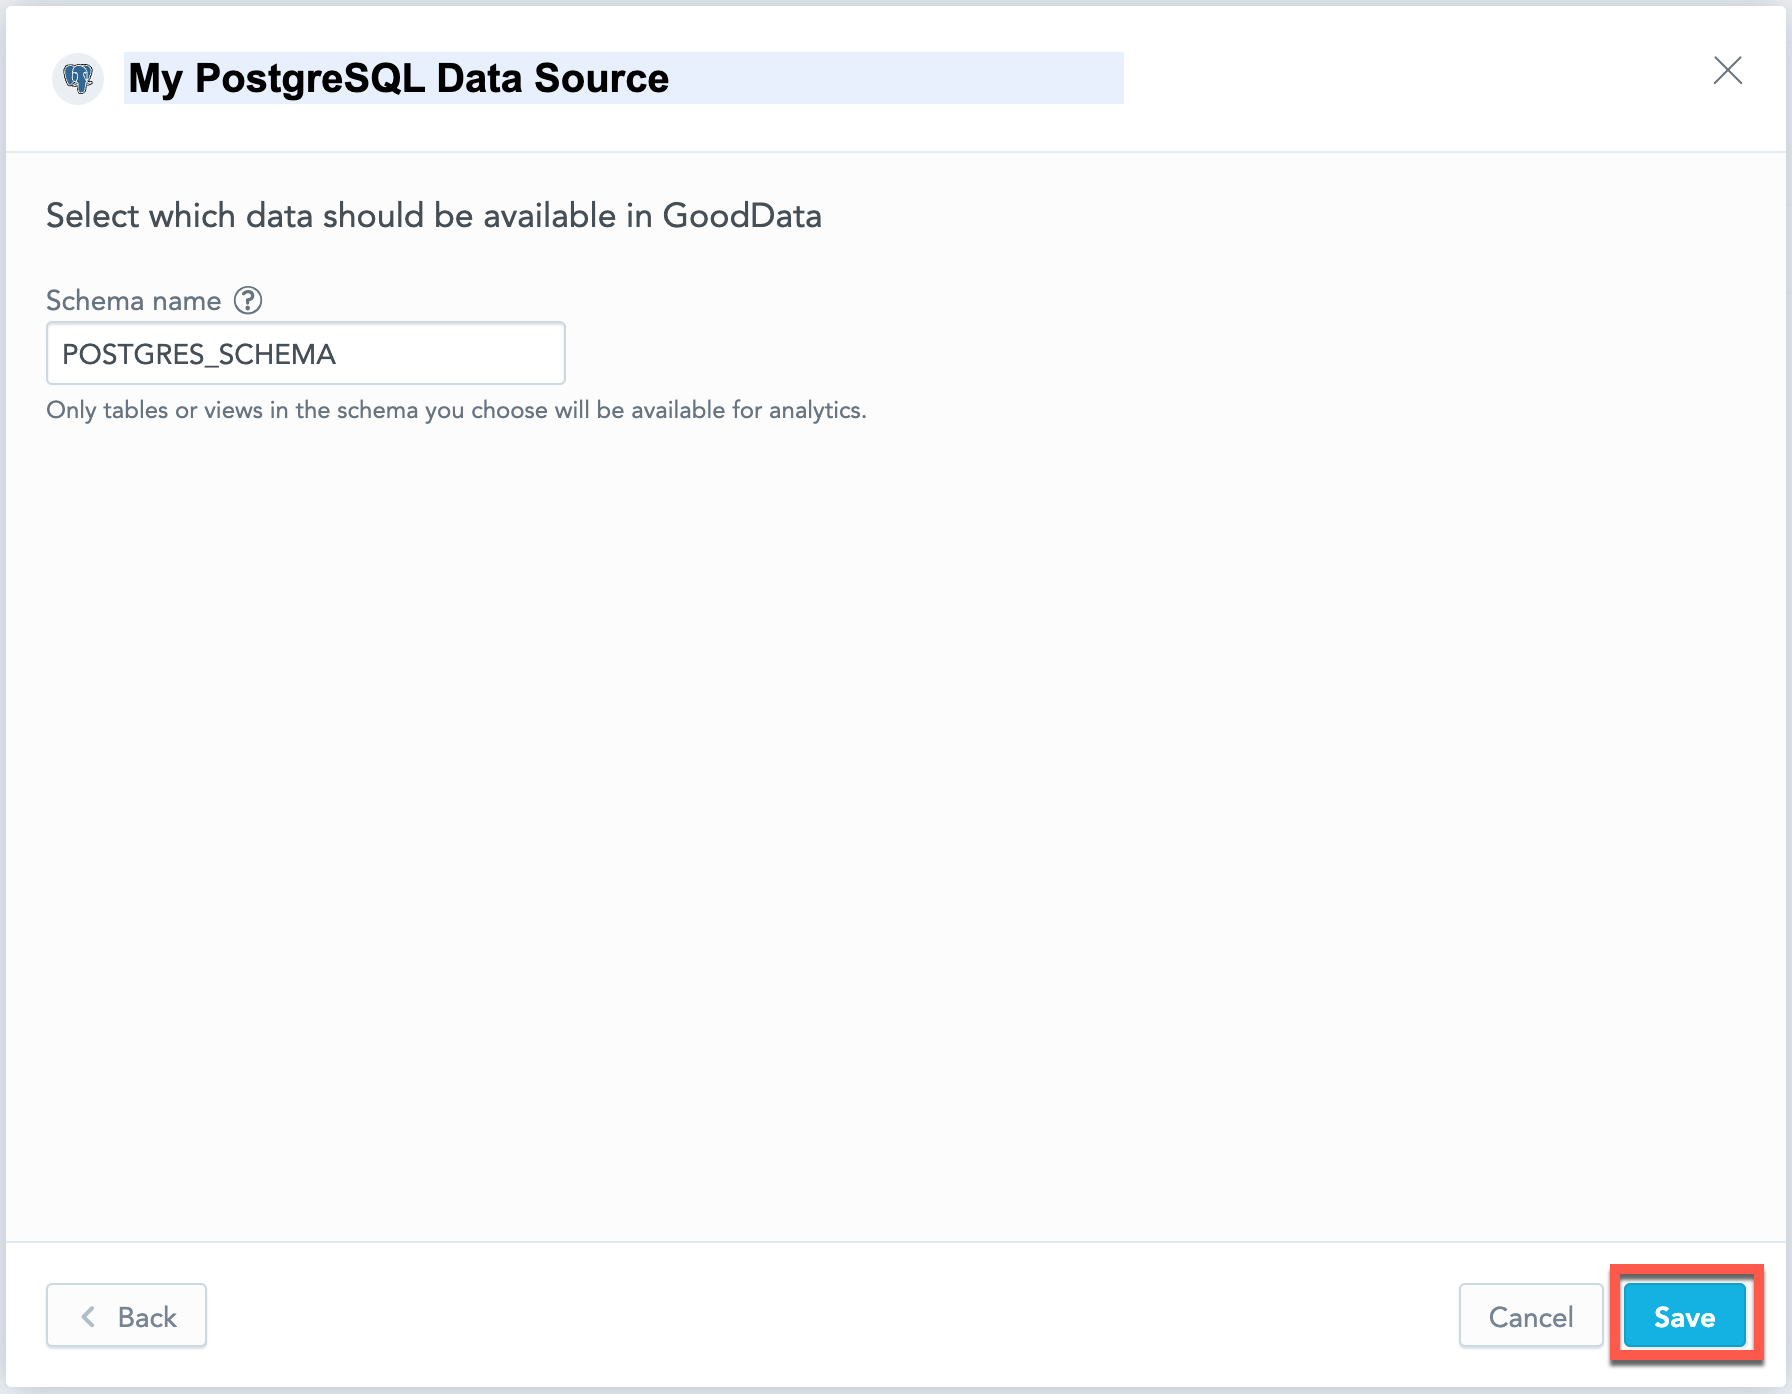 My PostgreSQL Data Source
Select which data should be available in GoodData
Schema name ?
POSTGRES_SCHEMA
Only tables or views in the schema you choose will be available for analytics.
Back
Cancel
Save